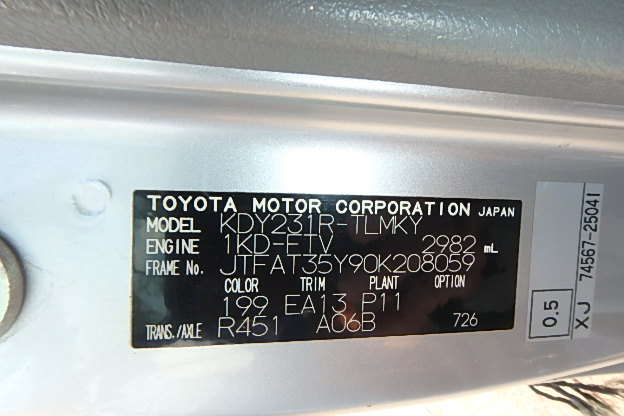 TOYOTA MOTOR CORPORATION JAPAN
MODEL KDY231R-TLMKY
ENGINE 1KD-FTV 2982 mL
FRAME No. JTFAT35Y90K208059
COLOR TRIM PLANT OPTION
199 EA13 P11
TRANS./AXLE R451 A06B 726
0.5
XJ 74567-25041